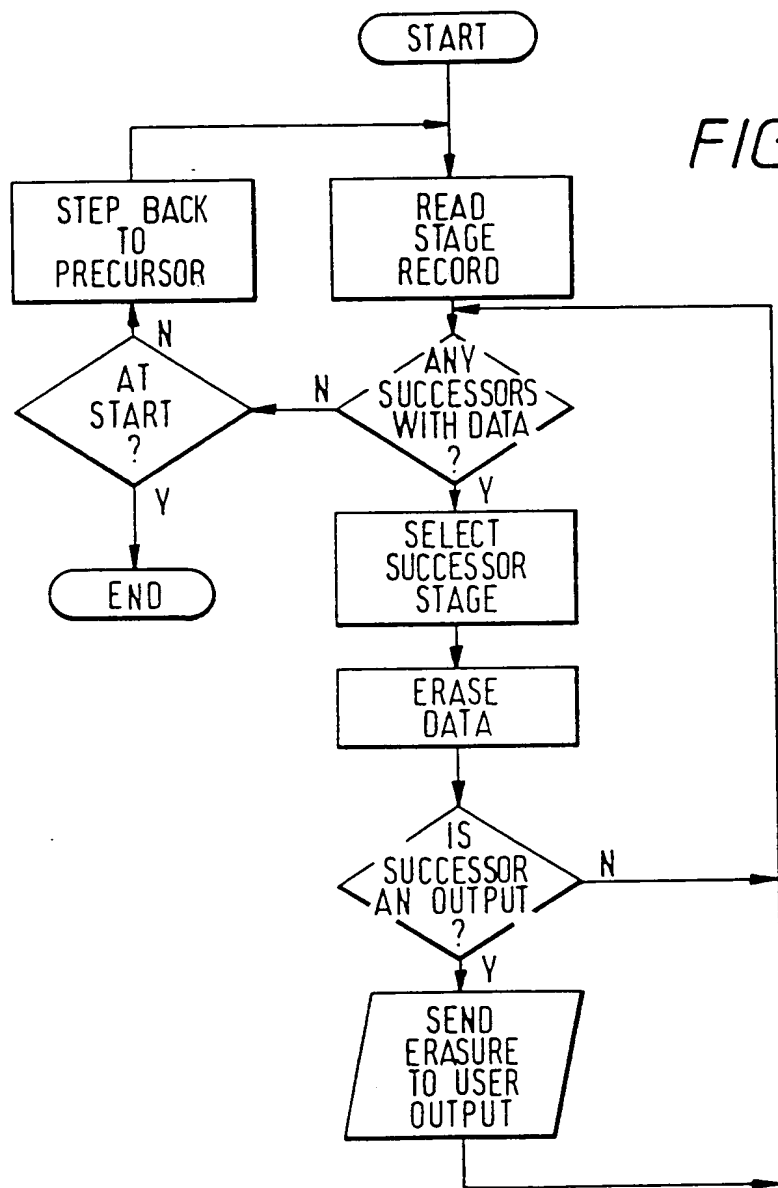 START
FIG
STEP BACK
TO
PRECURSOR
READ
STAGE
RECORD
N
AT
START
?
N
ANY
SUCCESSORS
WITH DATA
?
Y
Y
END
SELECT
SUCCESSOR
STAGE
ERASE
DATA
IS
SUCCESSOR
AN OUTPUT
?
N
Y
SEND
ERASURE
TO USER
OUTPUT